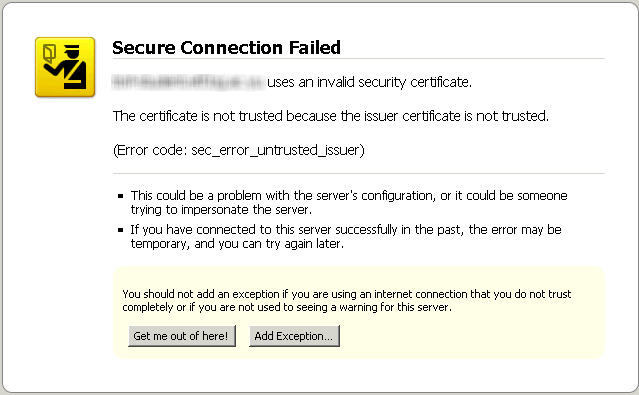 Secure Connection Failed
uses an invalid security certificate.
The certificate is not trusted because the issuer certificate is not trusted.
(Error code: sec_error_untrusted_issuer)
This could be a problem with the server's configuration, or it could be someone
trying to impersonate the server.
If you have connected to this server successfully in the past, the error may be
temporary, and you can try again later.
You should not add an exception if you are using an internet connection that you do not trust
completely or if you are not used to seeing a warning for this server.
Get me out of here! Add Exception...